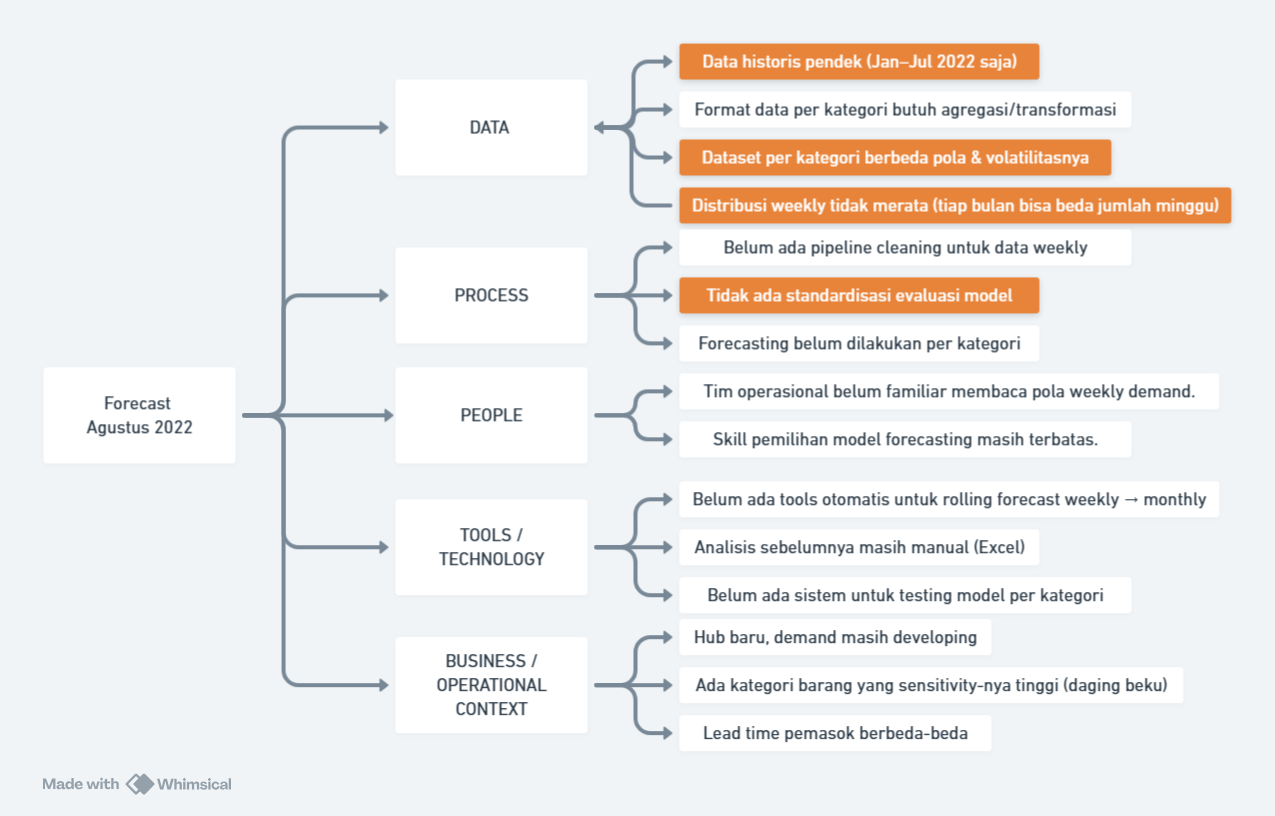 Forecast
Agustus 2022
DATA
Data historis pendek (Jan–Jul 2022 saja)
Format data per kategori butuh agregasi/transformasi
Dataset per kategori berbeda pola & volatilitasnya
Distribusi weekly tidak merata (tiap bulan bisa beda jumlah minggu)
PROCESS
Belum ada pipeline cleaning untuk data weekly
Tidak ada standardisasi evaluasi model
Forecasting belum dilakukan per kategori
PEOPLE
Tim operasional belum familiar membaca pola weekly demand.
Skill pemilihan model forecasting masih terbatas.
TOOLS /
TECHNOLOGY
Belum ada tools otomatis untuk rolling forecast weekly → monthly
Analisis sebelumnya masih manual (Excel)
Belum ada sistem untuk testing model per kategori
BUSINESS /
OPERATIONAL
CONTEXT
Hub baru, demand masih developing
Ada kategori barang yang sensitivity-nya tinggi (daging beku)
Lead time pemasok berbeda-beda
Made with Whimsical